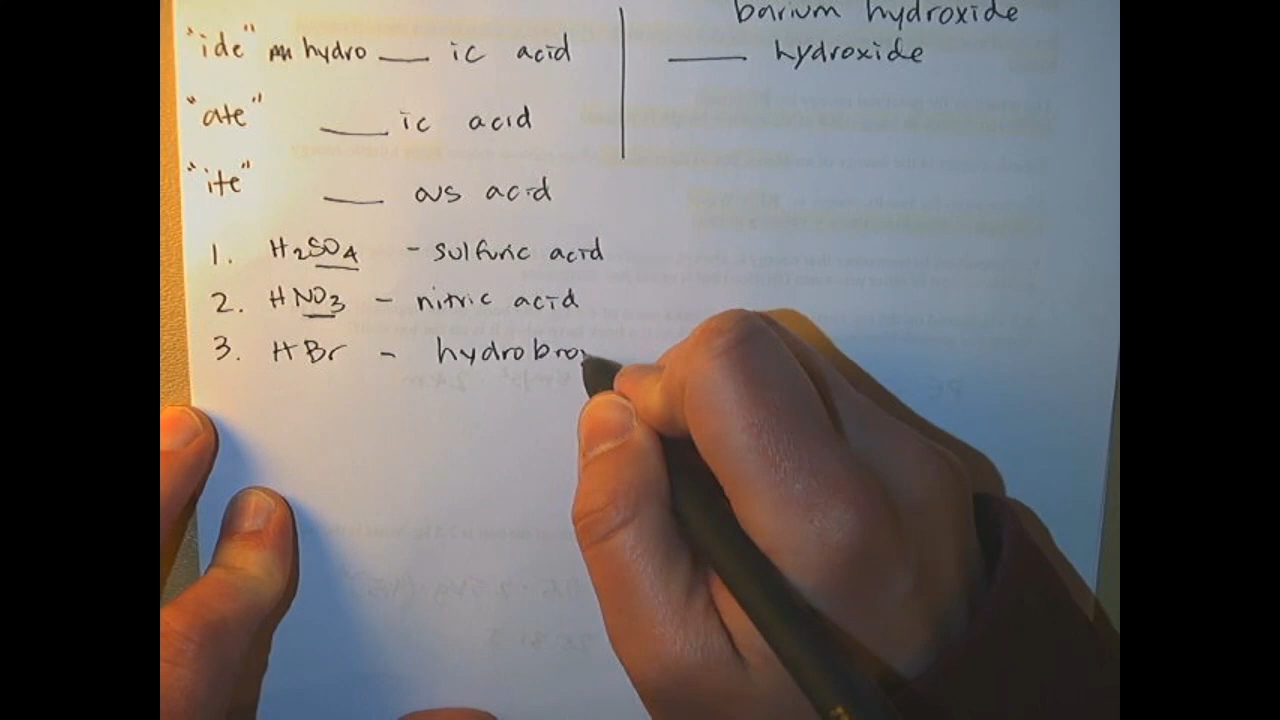 barium hydroxide
"ide" hydro ___ ic acid
___ hydroxide
"ate" ___ ic acid
"ite" ___ ous acid
1. H₂SO₄ - sulfuric acid
2. HNO₃ - nitric acid
3. HBr - hydrobro